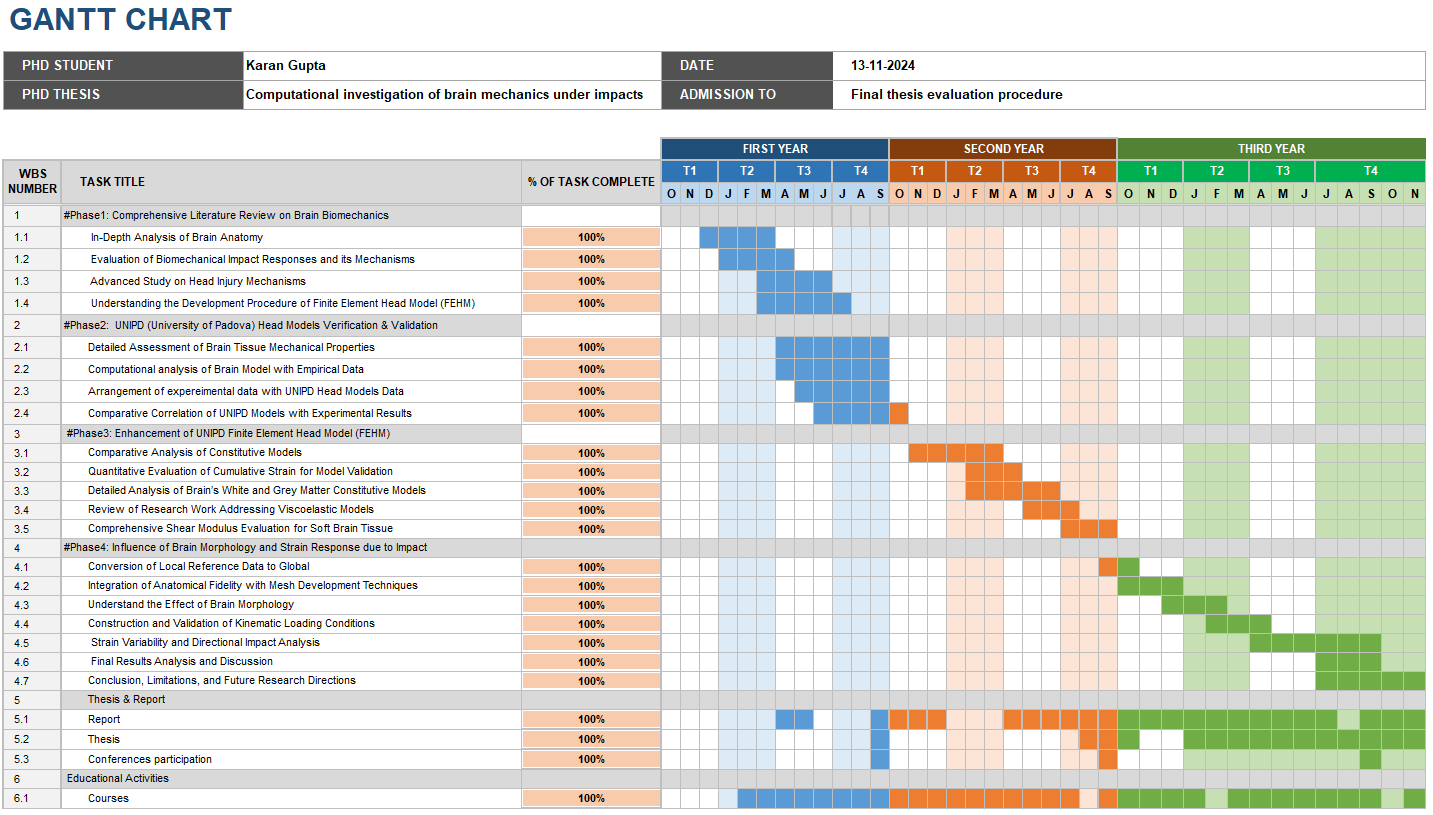 GANTT CHART
PHD STUDENT Karan Gupta DATE 13-11-2024
PHD THESIS Computational investigation of brain mechanics under impacts ADMISSION TO Final thesis evaluation procedure
FIRST YEAR SECOND YEAR THIRD YEAR
WBS NUMBER TASK TITLE % OF TASK COMPLETE T1 T2 T3 T4 T1 T2 T3 T4 T1 T2 T3 T4
O N D J F M A M J J A S O N D J F M A M J J A S O N D J F M A M J J A S O N
1 #Phase1: Comprehensive Literature Review on Brain Biomechanics
1.1 In-Depth Analysis of Brain Anatomy 100%
1.2 Evaluation of Biomechanical Impact Responses and its Mechanisms 100%
1.3 Advanced Study on Head Injury Mechanisms 100%
1.4 Understanding the Development Procedure of Finite Element Head Model (FEHM) 100%
2 #Phase2: UNIPD (University of Padova) Head Models Verification & Validation
2.1 Detailed Assessment of Brain Tissue Mechanical Properties 100%
2.2 Computational analysis of Brain Model with Empirical Data 100%
2.3 Arrangement of expereimental data with UNIPD Head Models Data 100%
2.4 Comparative Correlation of UNIPD Models with Experimental Results 100%
3 #Phase3: Enhancement of UNIPD Finite Element Head Model (FEHM)
3.1 Comparative Analysis of Constitutive Models 100%
3.2 Quantitative Evaluation of Cumulative Strain for Model Validation 100%
3.3 Detailed Analysis of Brain's White and Grey Matter Constitutive Models 100%
3.4 Review of Research Work Addressing Viscoelastic Models 100%
3.5 Comprehensive Shear Modulus Evaluation for Soft Brain Tissue 100%
4 #Phase4: Influence of Brain Morphology and Strain Response due to Impact
4.1 Conversion of Local Reference Data to Global 100%
4.2 Integration of Anatomical Fidelity with Mesh Development Techniques 100%
4.3 Understand the Effect of Brain Morphology 100%
4.4 Construction and Validation of Kinematic Loading Conditions 100%
4.5 Strain Variability and Directional Impact Analysis 100%
4.6 Final Results Analysis and Discussion 100%
4.7 Conclusion, Limitations, and Future Research Directions 100%
5 Thesis & Report
5.1 Report 100%
5.2 Thesis 100%
5.3 Conferences participation 100%
6 Educational Activities
6.1 Courses 100%